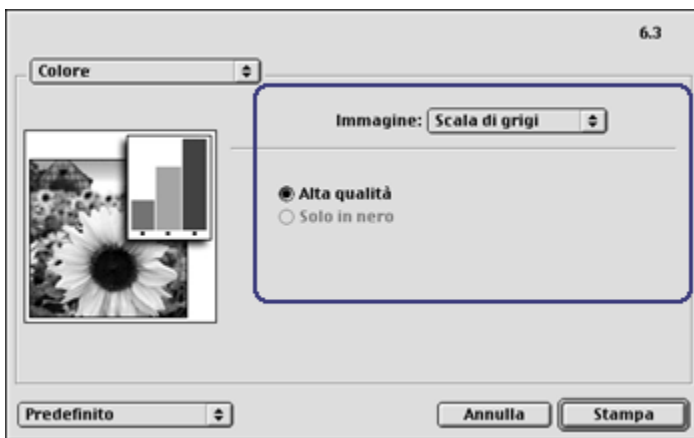 6.3
Colore
Immagine: Scala di grigi
Alta qualità
Solo in nero
Predefinito
Annulla
Stampa